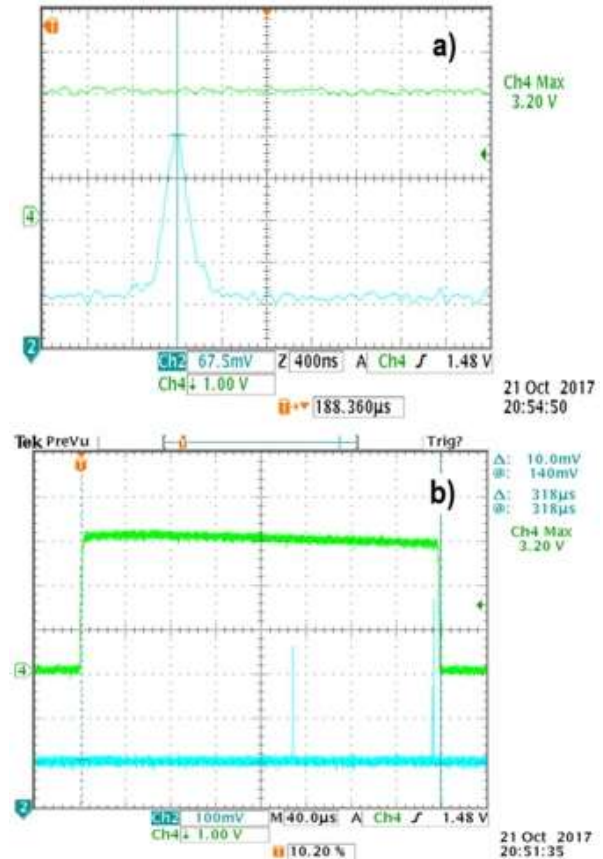 a)
Ch4 Max
3.20 V
4
2
Ch2 67.5mV Z 400ns A Ch4 ʃ 1.48 V
Ch4↓ 1.00 V
188.360µs
21 Oct 2017
20:54:50
Tek PreVu Trig?
b)
Δ: 10.0mV
@: 140mV
Δ: 318µs
@: 318µs
Ch4 Max
3.20 V
4
2
Ch2 100mV M 40.0µs A Ch4 ʃ 1.48 V
Ch4↓ 1.00 V
10.20 %
21 Oct 2017
20:51:35